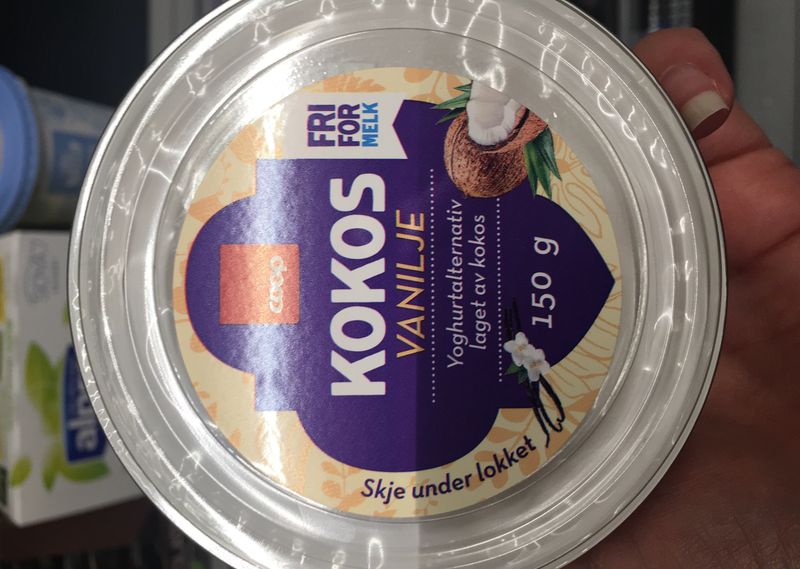 coop
FRI
FOR
MELK
KOKOS
VANILJE
Yoghurtalternativ
laget av kokos
150 g
Skje under lokket